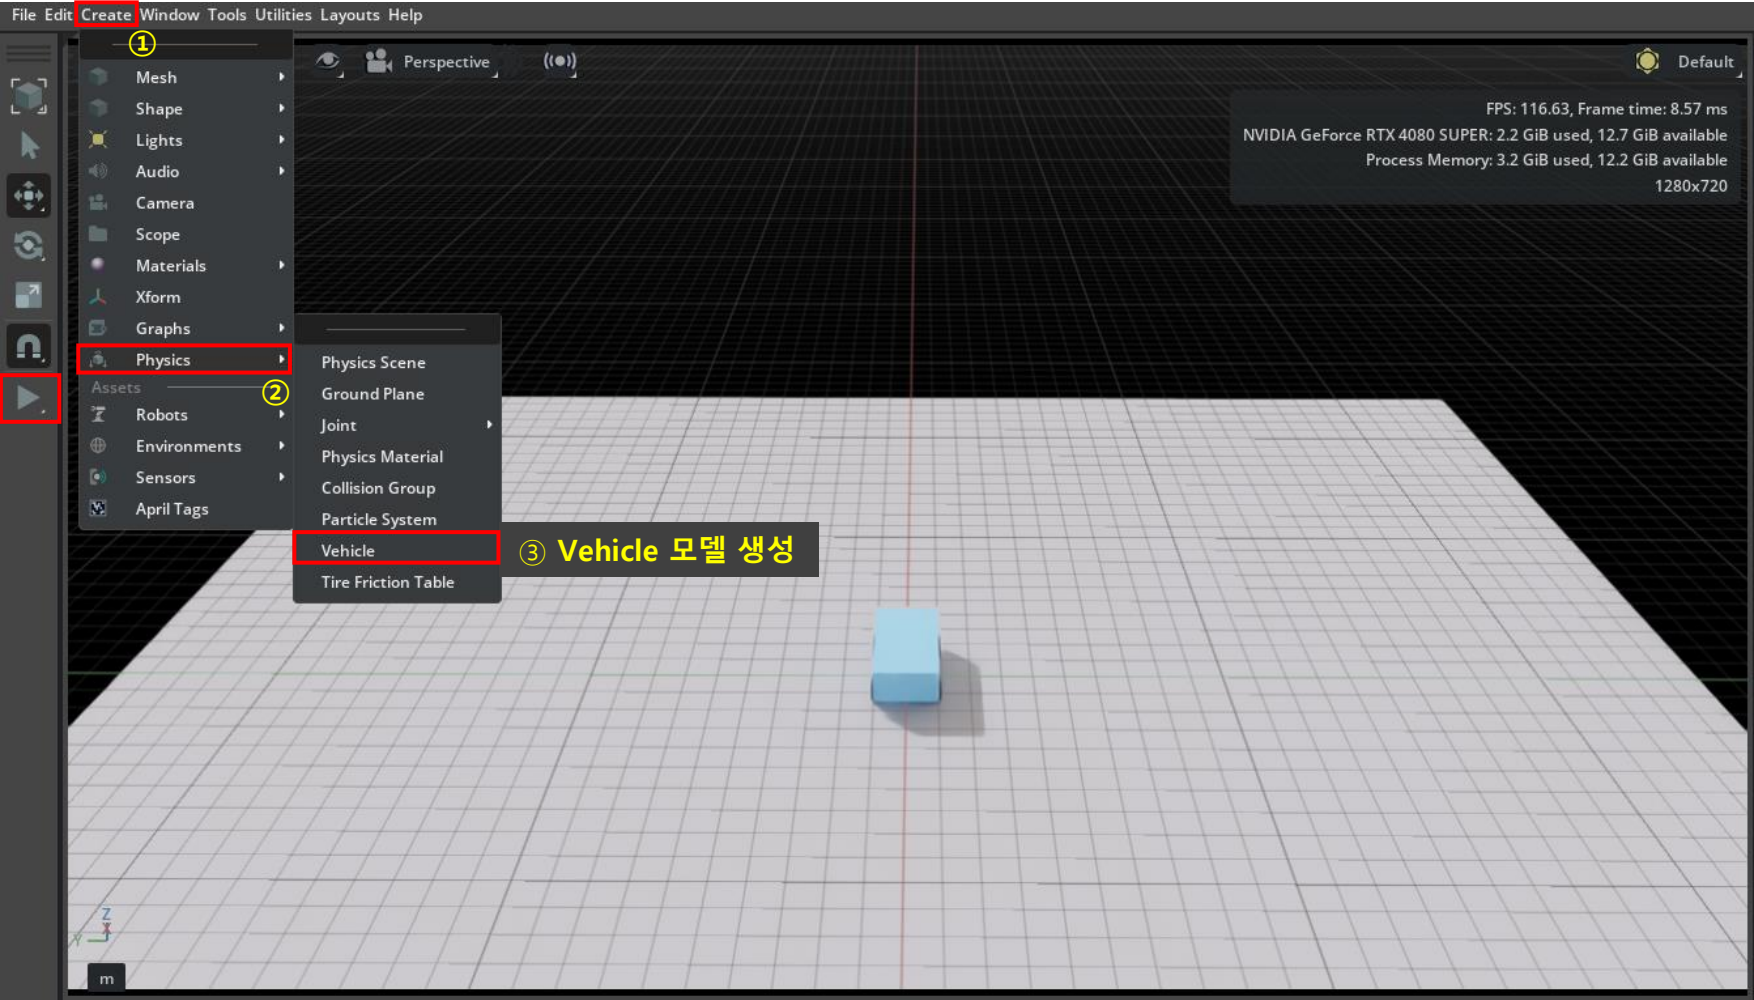 File Edit Create Window Tools Utilities Layouts Help
①
Mesh
Shape
Lights
Audio
Camera
Scope
Materials
Xform
Graphs
Physics
Assets
②
Robots
Environments
Sensors
April Tags
Physics Scene
Ground Plane
Joint
Physics Material
Collision Group
Particle System
Vehicle
Tire Friction Table
③ Vehicle 모델 생성
Perspective
Default
FPS: 116.63, Frame time: 8.57 ms
NVIDIA GeForce RTX 4080 SUPER: 2.2 GiB used, 12.7 GiB available
Process Memory: 3.2 GiB used, 12.2 GiB available
1280x720
Z
X
Y
m